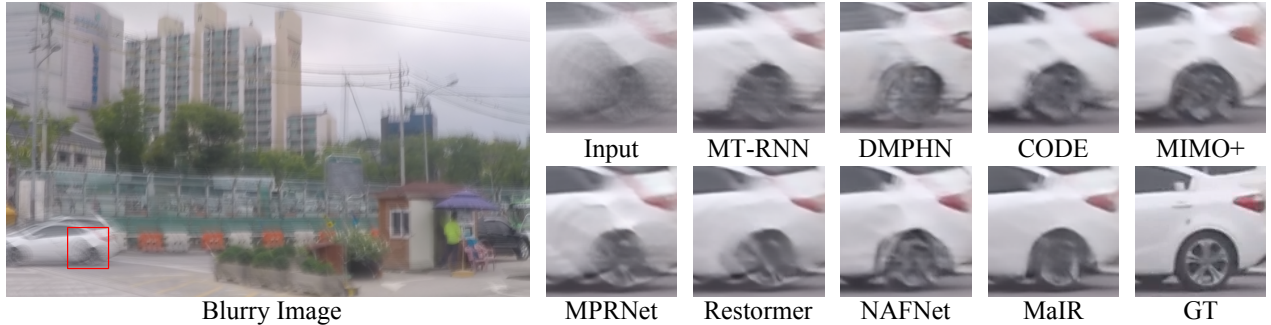 Input MT-RNN DMPHN CODE MIMO+
Blurry Image MPRNet Restormer NAFNet MaIR GT